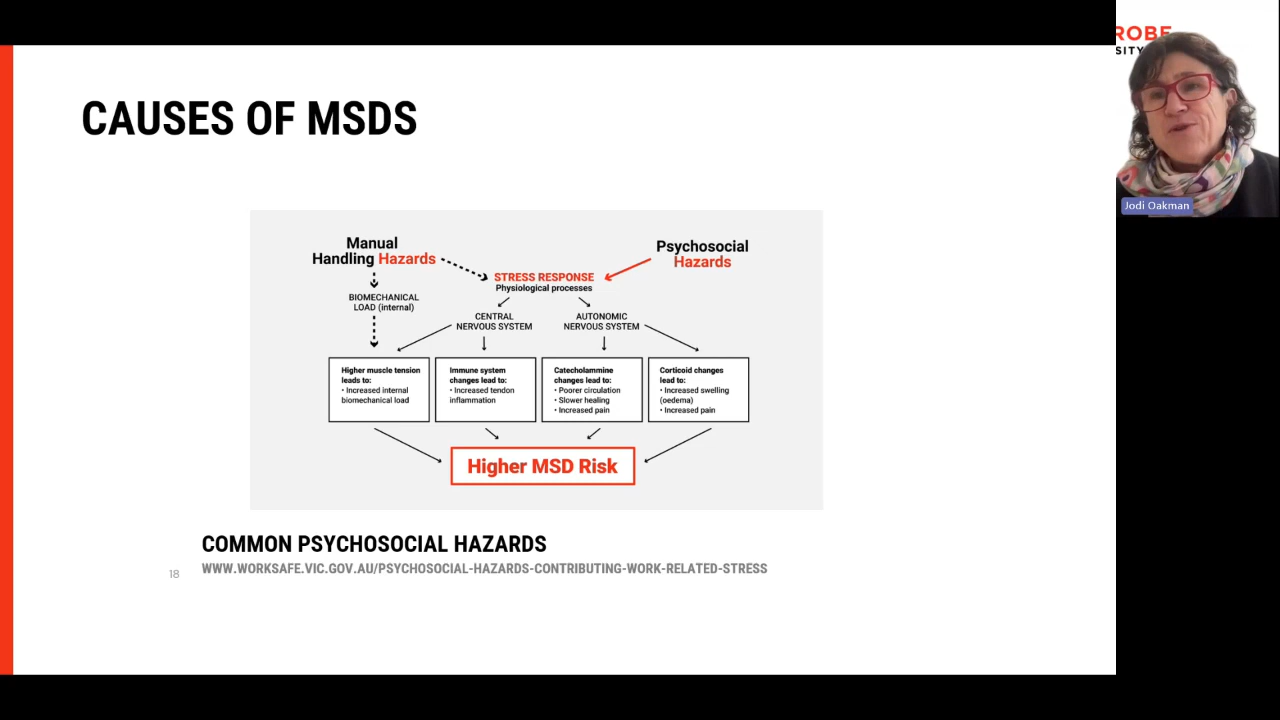 CAUSES OF MSDS
Manual
Handling Hazards
Psychosocial
Hazards
STRESS RESPONSE
Physiological processes
BIOMECHANICAL
LOAD (internal)
CENTRAL
NERVOUS SYSTEM
AUTONOMIC
NERVOUS SYSTEM
Higher muscle tension
leads to:
• Increased internal
biomechanical load
Immune system
changes lead to:
• Increased tendon
inflammation
Catecholammine
changes lead to:
• Poorer circulation
• Slower healing
• Increased pain
Corticoid changes
lead to:
• Increased swelling
(oedema)
• Increased pain
Higher MSD Risk
COMMON PSYCHOSOCIAL HAZARDS
WWW.WORKSAFE.VIC.GOV.AU/PSYCHOSOCIAL-HAZARDS-CONTRIBUTING-WORK-RELATED-STRESS
18
ROBE
SITY
Jodi Oakman